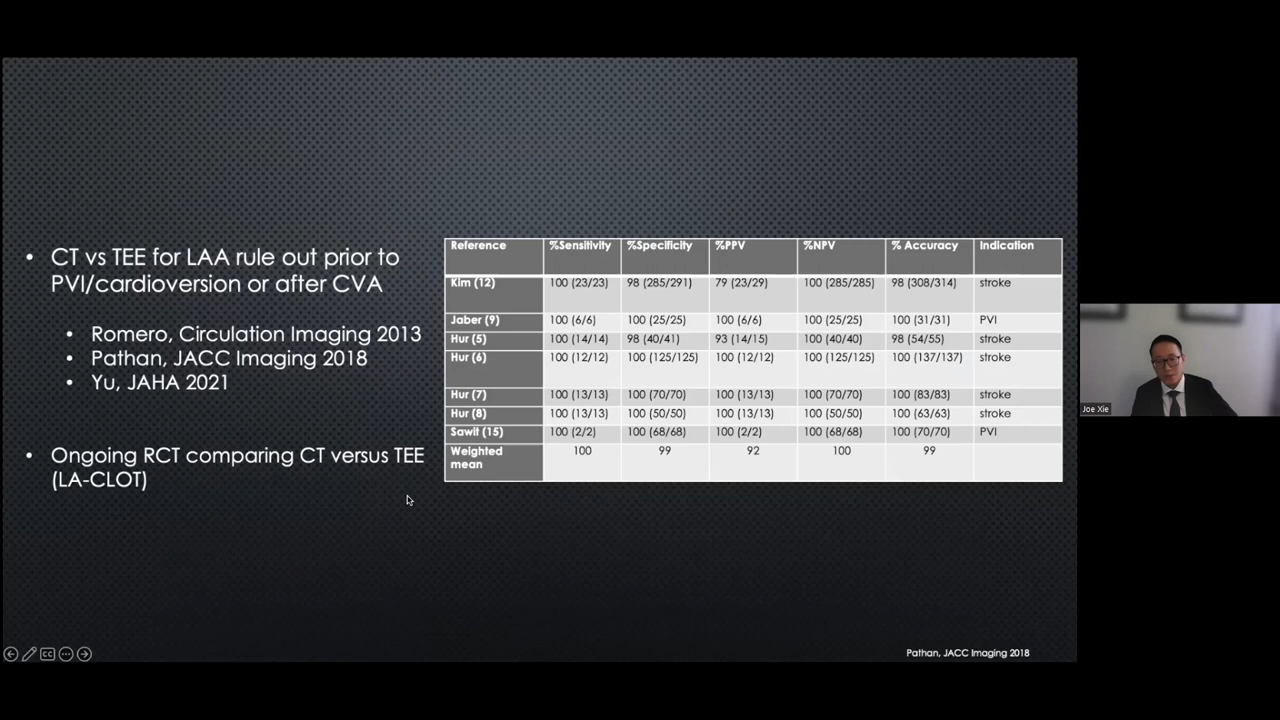 • CT vs TEE for LAA rule out prior to
PVI/cardioversion or after CVA
• Romero, Circulation Imaging 2013
• Pathan, JACC Imaging 2018
• Yu, JAHA 2021
• Ongoing RCT comparing CT versus TEE
(LA-CLOT)
Reference %Sensitivity %Specificity %PPV %NPV % Accuracy Indication
Kim (12) 100 (23/23) 98 (285/291) 79 (23/29) 100 (285/285) 98 (308/314) stroke
Jaber (9) 100 (6/6) 100 (25/25) 100 (6/6) 100 (25/25) 100 (31/31) PVI
Hur (5) 100 (14/14) 98 (40/41) 93 (14/15) 100 (40/40) 98 (54/55) stroke
Hur (6) 100 (12/12) 100 (125/125) 100 (12/12) 100 (125/125) 100 (137/137) stroke
Hur (7) 100 (13/13) 100 (70/70) 100 (13/13) 100 (70/70) 100 (83/83) stroke
Hur (8) 100 (13/13) 100 (50/50) 100 (13/13) 100 (50/50) 100 (63/63) stroke
Sawit (15) 100 (2/2) 100 (68/68) 100 (2/2) 100 (68/68) 100 (70/70) PVI
Weighted 100 99 92 100 99
mean
Pathan, JACC Imaging 2018
CC
Joe Xie